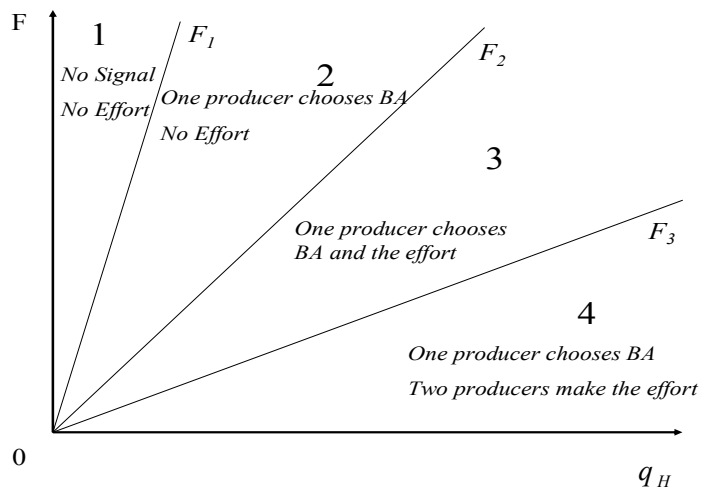 F
1
F1
No Signal
No Effort
2
One producer chooses BA
No Effort
F2
3
One producer chooses
BA and the effort
F3
4
One producer chooses BA
Two producers make the effort
0
q H